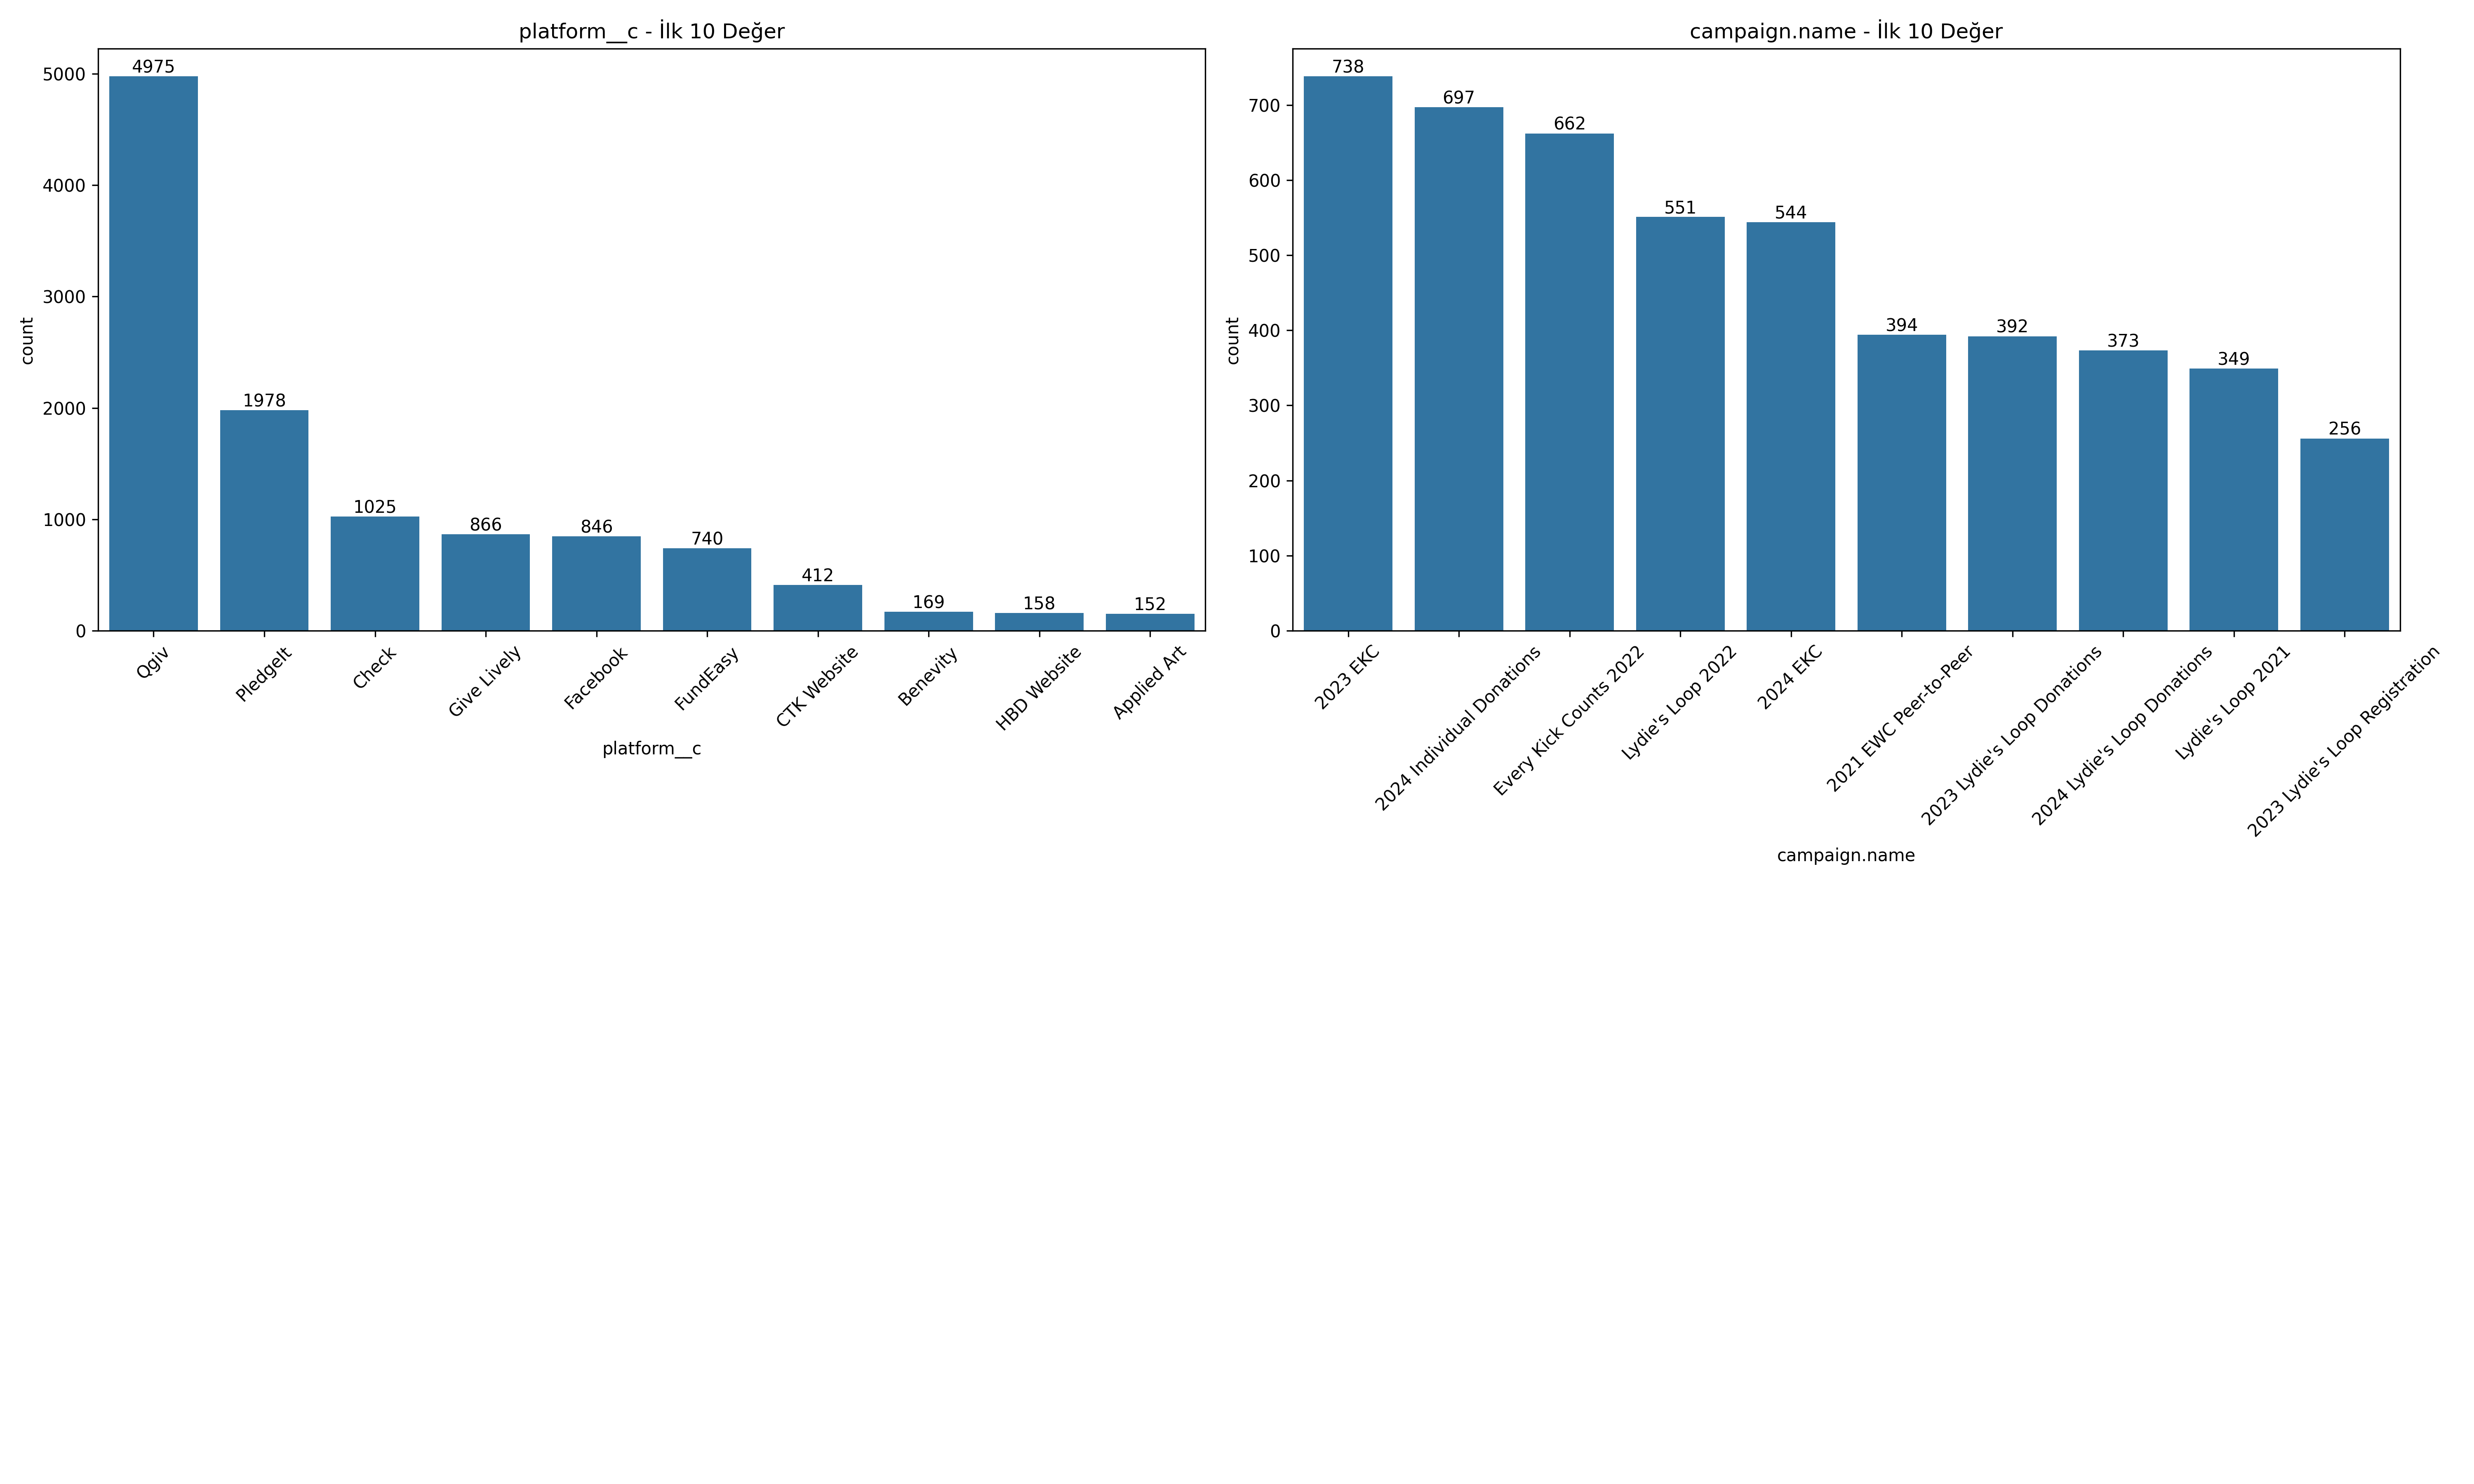 platform__c - İlk 10 Değer
count
5000
4000
3000
2000
1000
0
4975
1978
1025
866
846
740
412
169
158
152
Qgiv
PledgeIt
Check
Give Lively
Facebook
FundEasy
CTK Website
Benevity
HBD Website
Applied Art
platform__c
campaign.name - İlk 10 Değer
count
700
600
500
400
300
200
100
0
738
697
662
551
544
394
392
373
349
256
2023 EKC
2024 Individual Donations
Every Kick Counts 2022
Lydie's Loop 2022
2024 EKC
2021 EWC Peer-to-Peer
2023 Lydie's Loop Donations
2024 Lydie's Loop Donations
Lydie's Loop 2021
2023 Lydie's Loop Registration
campaign.name